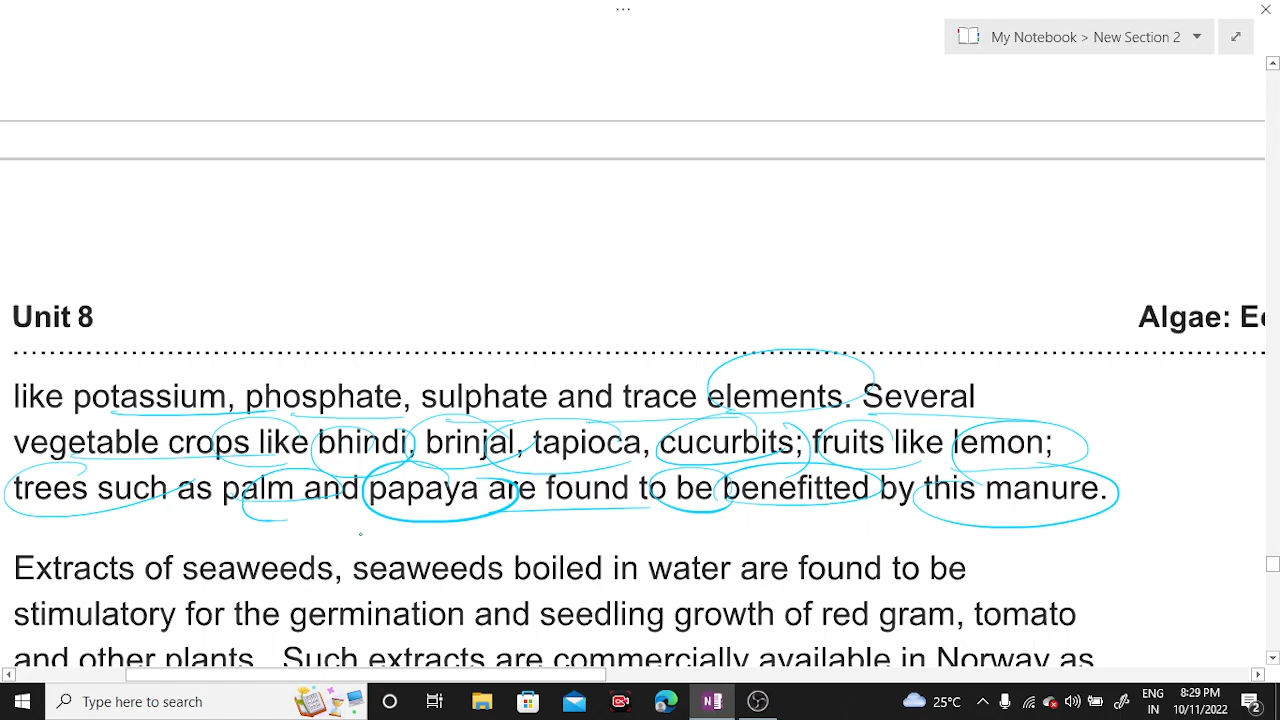 ...
My Notebook > New Section 2
Unit 8
Algae: E
like potassium, phosphate, sulphate and trace elements. Several
vegetable crops like bhindi, brinjal, tapioca, cucurbits; fruits like lemon;
trees such as palm and papaya are found to be benefitted by this manure.
Extracts of seaweeds, seaweeds boiled in water are found to be
stimulatory for the germination and seedling growth of red gram, tomato
and other plants. Such extracts are commercially available in Norway as
Type here to search
25°C
ENG
IN
8:29 PM
10/11/2022
2